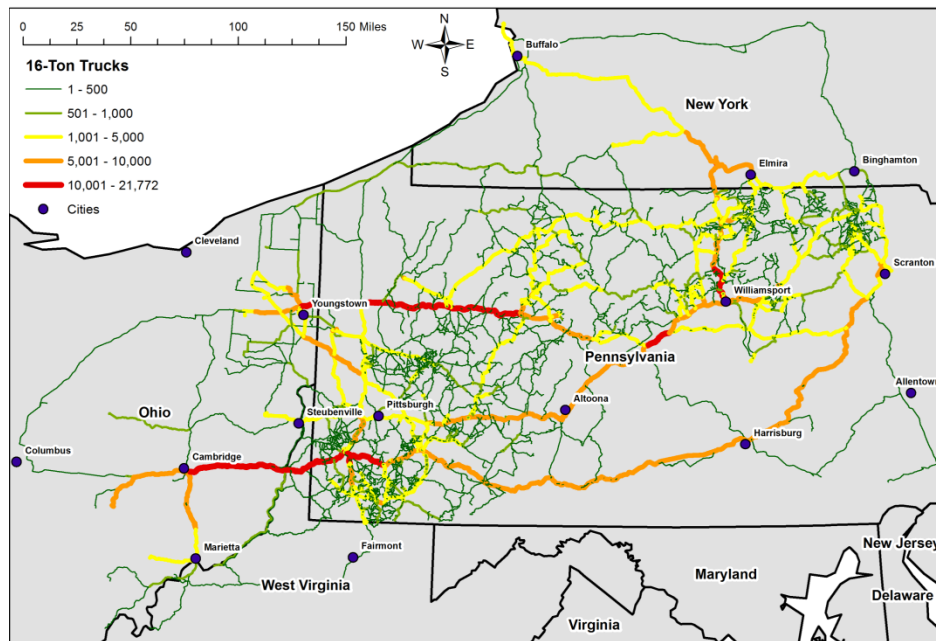 0 25 50 75 100 150 Miles
16-Ton Trucks
1 - 500
501 - 1,000
1,001 - 5,000
5,001 - 10,000
10,001 - 21,772
Cities
N
W E
S
Buffalo
New York
Elmira
Binghamton
Cleveland
Scranton
Youngstown
Williamsport
Pennsylvania
Allentown
Ohio
Steubenville
Pittsburgh
Altoona
Harrisburg
Columbus
Cambridge
Marietta
Fairmont
New Jersey
West Virginia
Maryland
Delaware
Virginia